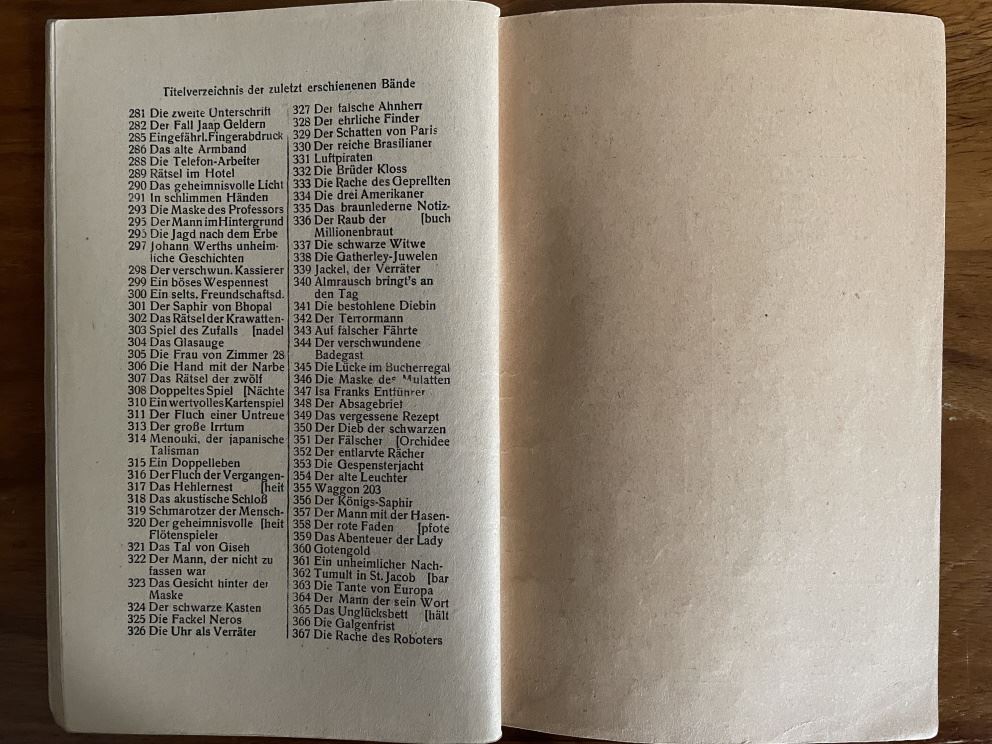 Titelverzeichnis der zuletzt erschienenen Bände
281 Die zweite Unterschrift
282 Der Fall Jaap Geldern
285 Eingefährl.Fingerabdruck
286 Das alte Armband
288 Die Telefon-Arbeiter
289 Rätsel im Hotel
290 Das geheimnisvolle Licht
291 In schlimmen Händen
293 Die Maske des Professors
295 Der Mann im Hintergrund
295 Die Jagd nach dem Erbe
297 Johann Werths unheim-
liche Geschichten
298 Der verschwun. Kassierer
299 Ein böses Wespennest
300 Ein selts. Freundschaftsd.
301 Der Saphir von Bhopal
302 Das Rätsel der Krawatten-
303 Spiel des Zufalls [nadel
304 Das Glasauge
305 Die Frau von Zimmer 28
306 Die Hand mit der Narbe
307 Das Rätsel der zwölf
308 Doppeltes Spiel [Nächte
310 Ein wertvolles Kartenspiel
311 Der Fluch einer Untreue
313 Der große Irrtum
314 Menouki, der japanische
Talisman
315 Ein Doppelleben
316 Der Fluch der Vergangen-
317 Das Hehlernest [heit
318 Das akustische Schloß
319 Schmarotzer der Mensch-
320 Der geheimnisvolle [heit
Flötenspieler
321 Das Tal von Giseh
322 Der Mann, der nicht zu
fassen war
323 Das Gesicht hinter der
Maske
324 Der schwarze Kasten
325 Die Fackel Neros
326 Die Uhr als Verräter
327 Der falsche Ahnherr
328 Der ehrliche Finder
329 Der Schatten von Paris
330 Der reiche Brasilianer
331 Luftpiraten
332 Die Brüder Kloss
333 Die Rache des Geprellten
334 Die drei Amerikaner
335 Das braunlederne Notiz-
336 Der Raub der [buch
Millionenbraut
337 Die schwarze Witwe
338 Die Gatherley-Juwelen
339 Jackel, der Verräter
340 Almrausch bringt's an
den Tag
341 Die bestohlene Diebin
342 Der Terrormann
343 Auf falscher Fährte
344 Der verschwundene
Badegast
345 Die Lücke im Bücherregal
346 Die Maske des Mulatten
347 Isa Franks Entführer
348 Der Absagebrief
349 Das vergessene Rezept
350 Der Dieb der schwarzen
351 Der Fälscher [Orchidee
352 Der entlarvte Rächer
353 Die Gespensterjacht
354 Der alte Leuchter
355 Waggon 203
356 Der Königs-Saphir
357 Der Mann mit der Hasen-
358 Der rote Faden [pfote
359 Das Abenteuer der Lady
360 Gotengold
361 Ein unheimlicher Nach-
362 Tumult in St. Jacob [bar
363 Die Tante von Europa
364 Der Mann der sein Wort
365 Das Unglücksbett [hält
366 Die Galgenfrist
367 Die Rache des Roboters